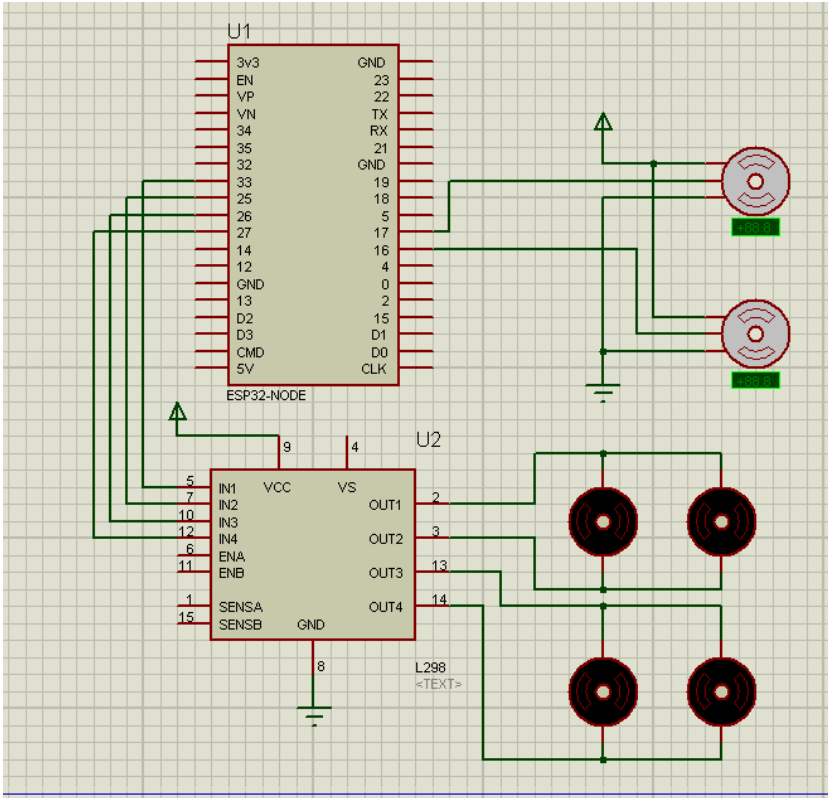 U1
3v3 GND
EN 23
VP 22
VN TX
34 RX
35 21
32 GND
33 19
25 18
26 5
27 17
14 16
12 4
GND 0
13 2
D2 15
D3 D1
CMD D0
5V CLK
ESP32-NODE
+88.8
+88.8
U2
9 4
VCC VS
5 IN1 OUT1 2
7 IN2
10 IN3 OUT2 3
12 IN4
6 ENA
11 ENB OUT3 13
1 SENSA OUT4 14
15 SENSB GND
8
L298
<TEXT>